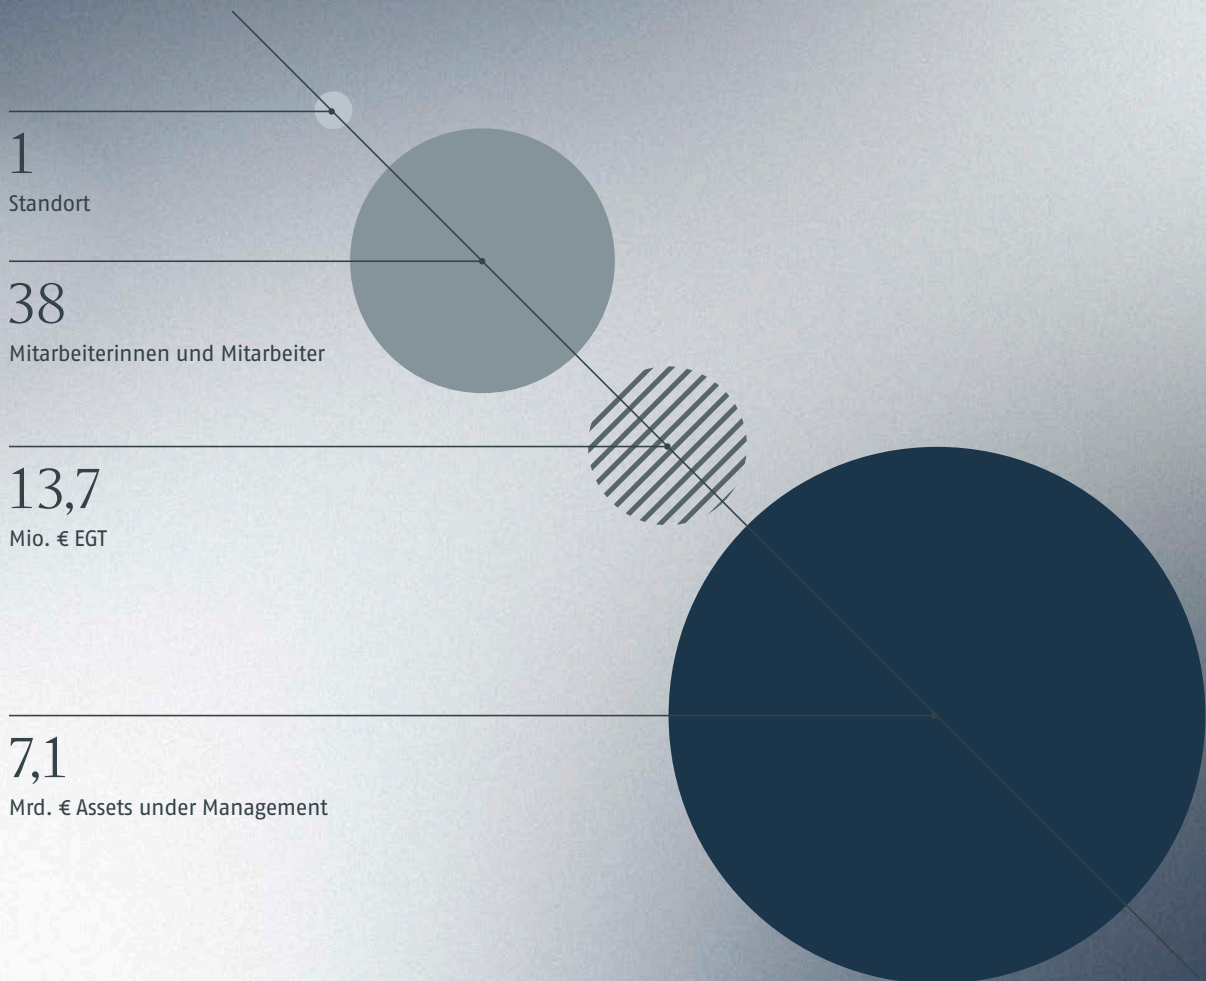 1
Standort
38
Mitarbeiterinnen und Mitarbeiter
13,7
Mio. € EGT
7,1
Mrd. € Assets under Management